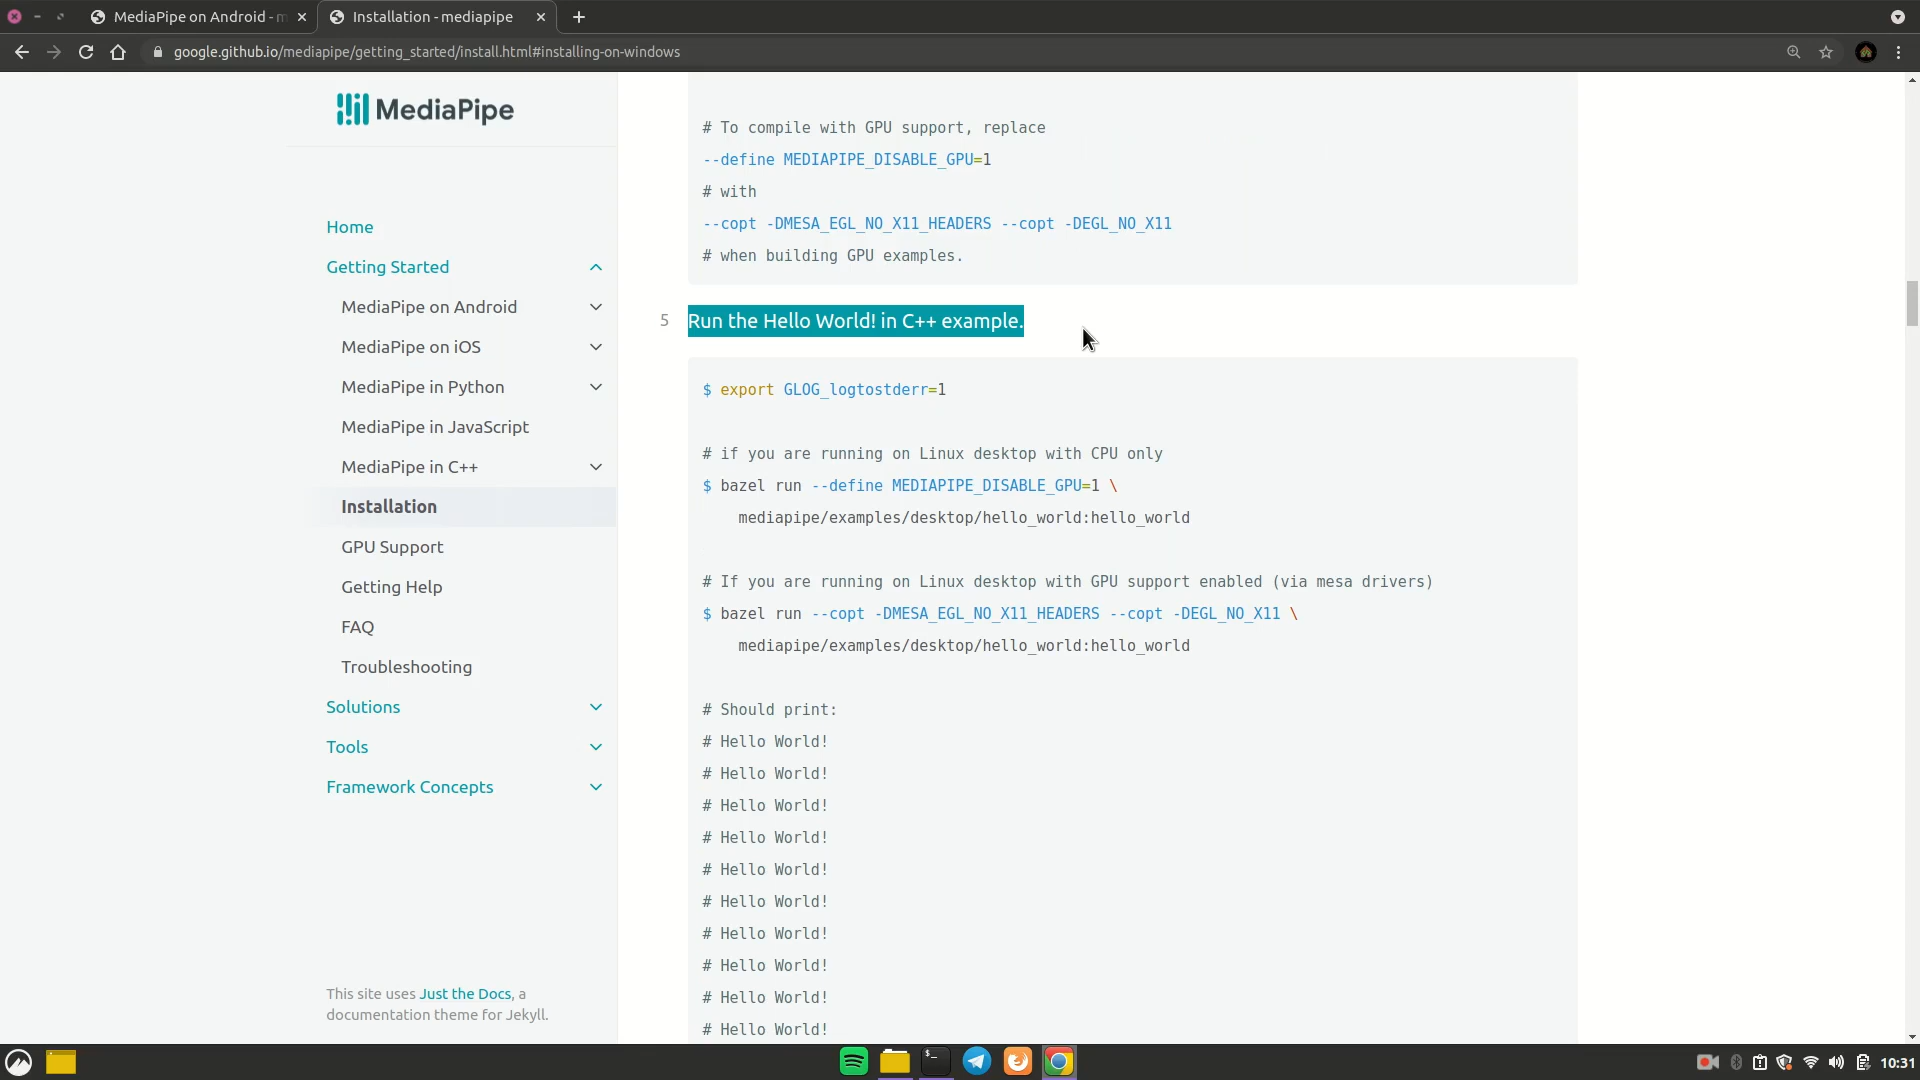 MediaPipe on Android - m
Installation - mediapipe
google.github.io/mediapipe/getting_started/install.html#installing-on-windows
MediaPipe
Home
Getting Started
MediaPipe on Android
MediaPipe on iOS
MediaPipe in Python
MediaPipe in JavaScript
MediaPipe in C++
Installation
GPU Support
Getting Help
FAQ
Troubleshooting
Solutions
Tools
Framework Concepts
This site uses Just the Docs, a
documentation theme for Jekyll.
# To compile with GPU support, replace
--define MEDIAPIPE_DISABLE_GPU=1
# with
--copt -DMESA_EGL_NO_X11_HEADERS --copt -DEGL_NO_X11
# when building GPU examples.
5 Run the Hello World! in C++ example.
$ export GLOG_logtostderr=1
# if you are running on Linux desktop with CPU only
$ bazel run --define MEDIAPIPE_DISABLE_GPU=1 \
mediapipe/examples/desktop/hello_world:hello_world
# If you are running on Linux desktop with GPU support enabled (via mesa drivers)
$ bazel run --copt -DMESA_EGL_NO_X11_HEADERS --copt -DEGL_NO_X11 \
mediapipe/examples/desktop/hello_world:hello_world
# Should print:
# Hello World!
# Hello World!
# Hello World!
# Hello World!
# Hello World!
# Hello World!
# Hello World!
# Hello World!
# Hello World!
# Hello World!
10:31